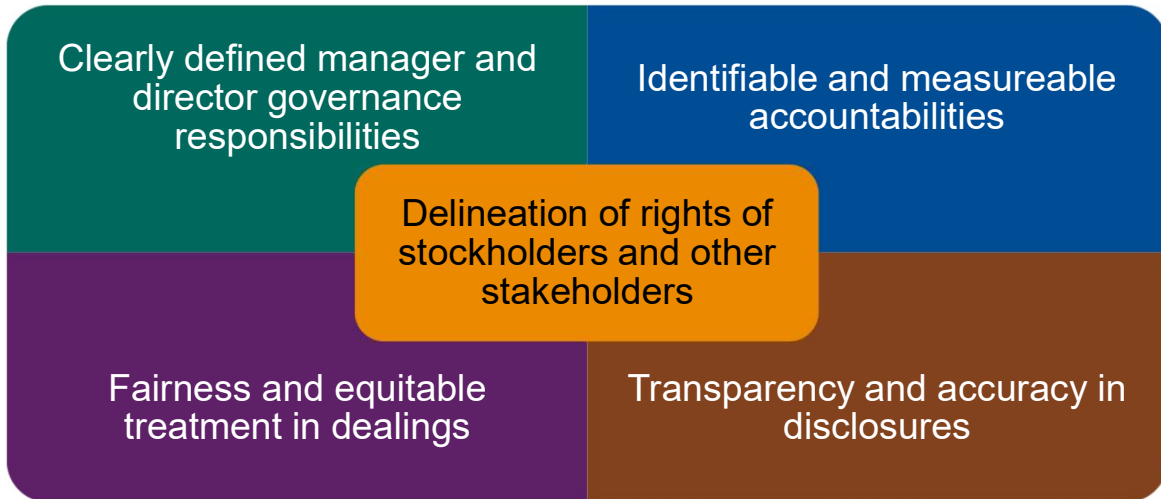 Clearly defined manager and
director governance
responsibilities
Identifiable and measureable
accountabilities
Delineation of rights of
stockholders and other
stakeholders
Fairness and equitable
treatment in dealings
Transparency and accuracy in
disclosures